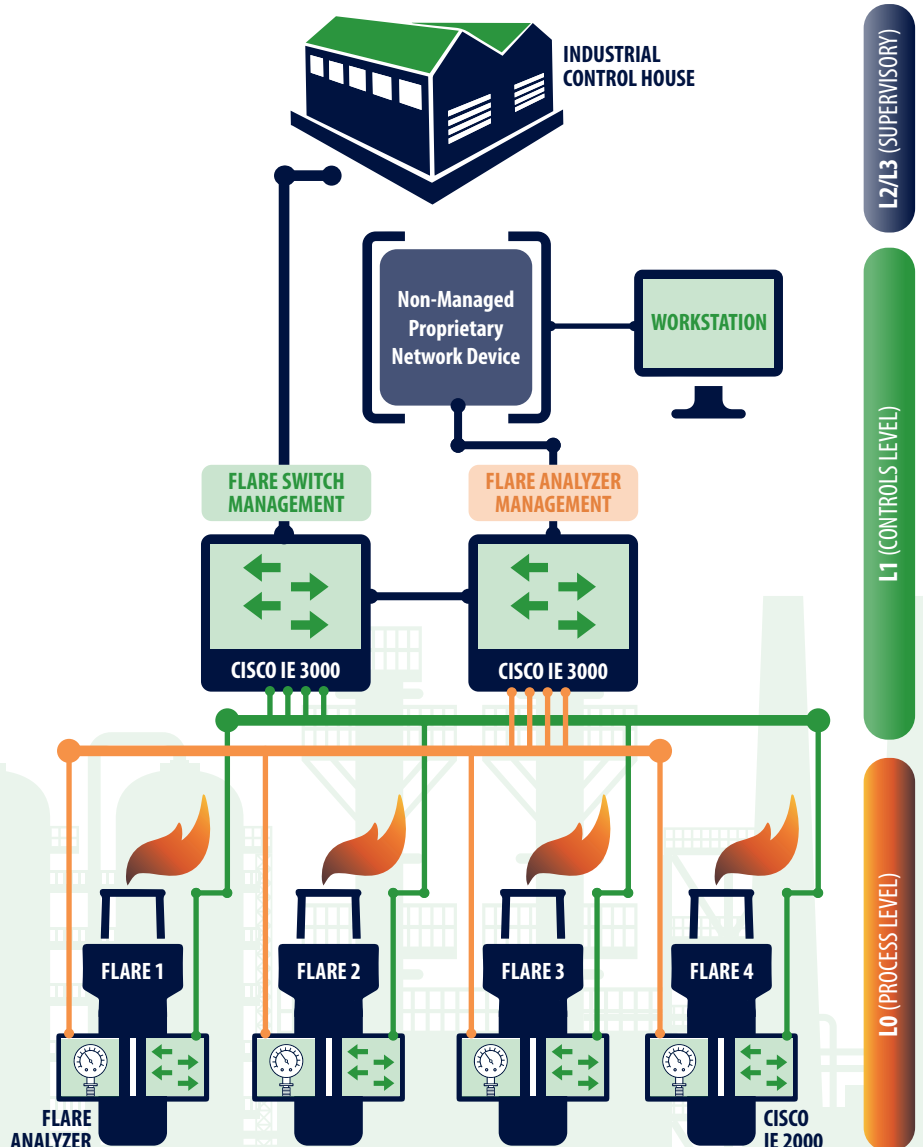 INDUSTRIAL
CONTROL HOUSE
L2/L3 (SUPERVISORY)
Non-Managed
Proprietary
Network Device
WORKSTATION
L1 (CONTROLS LEVEL)
FLARE SWITCH
MANAGEMENT
FLARE ANALYZER
MANAGEMENT
CISCO IE 3000
CISCO IE 3000
L0 (PROCESS LEVEL)
FLARE 1
FLARE 2
FLARE 3
FLARE 4
FLARE
ANALYZER
CISCO
IE 2000